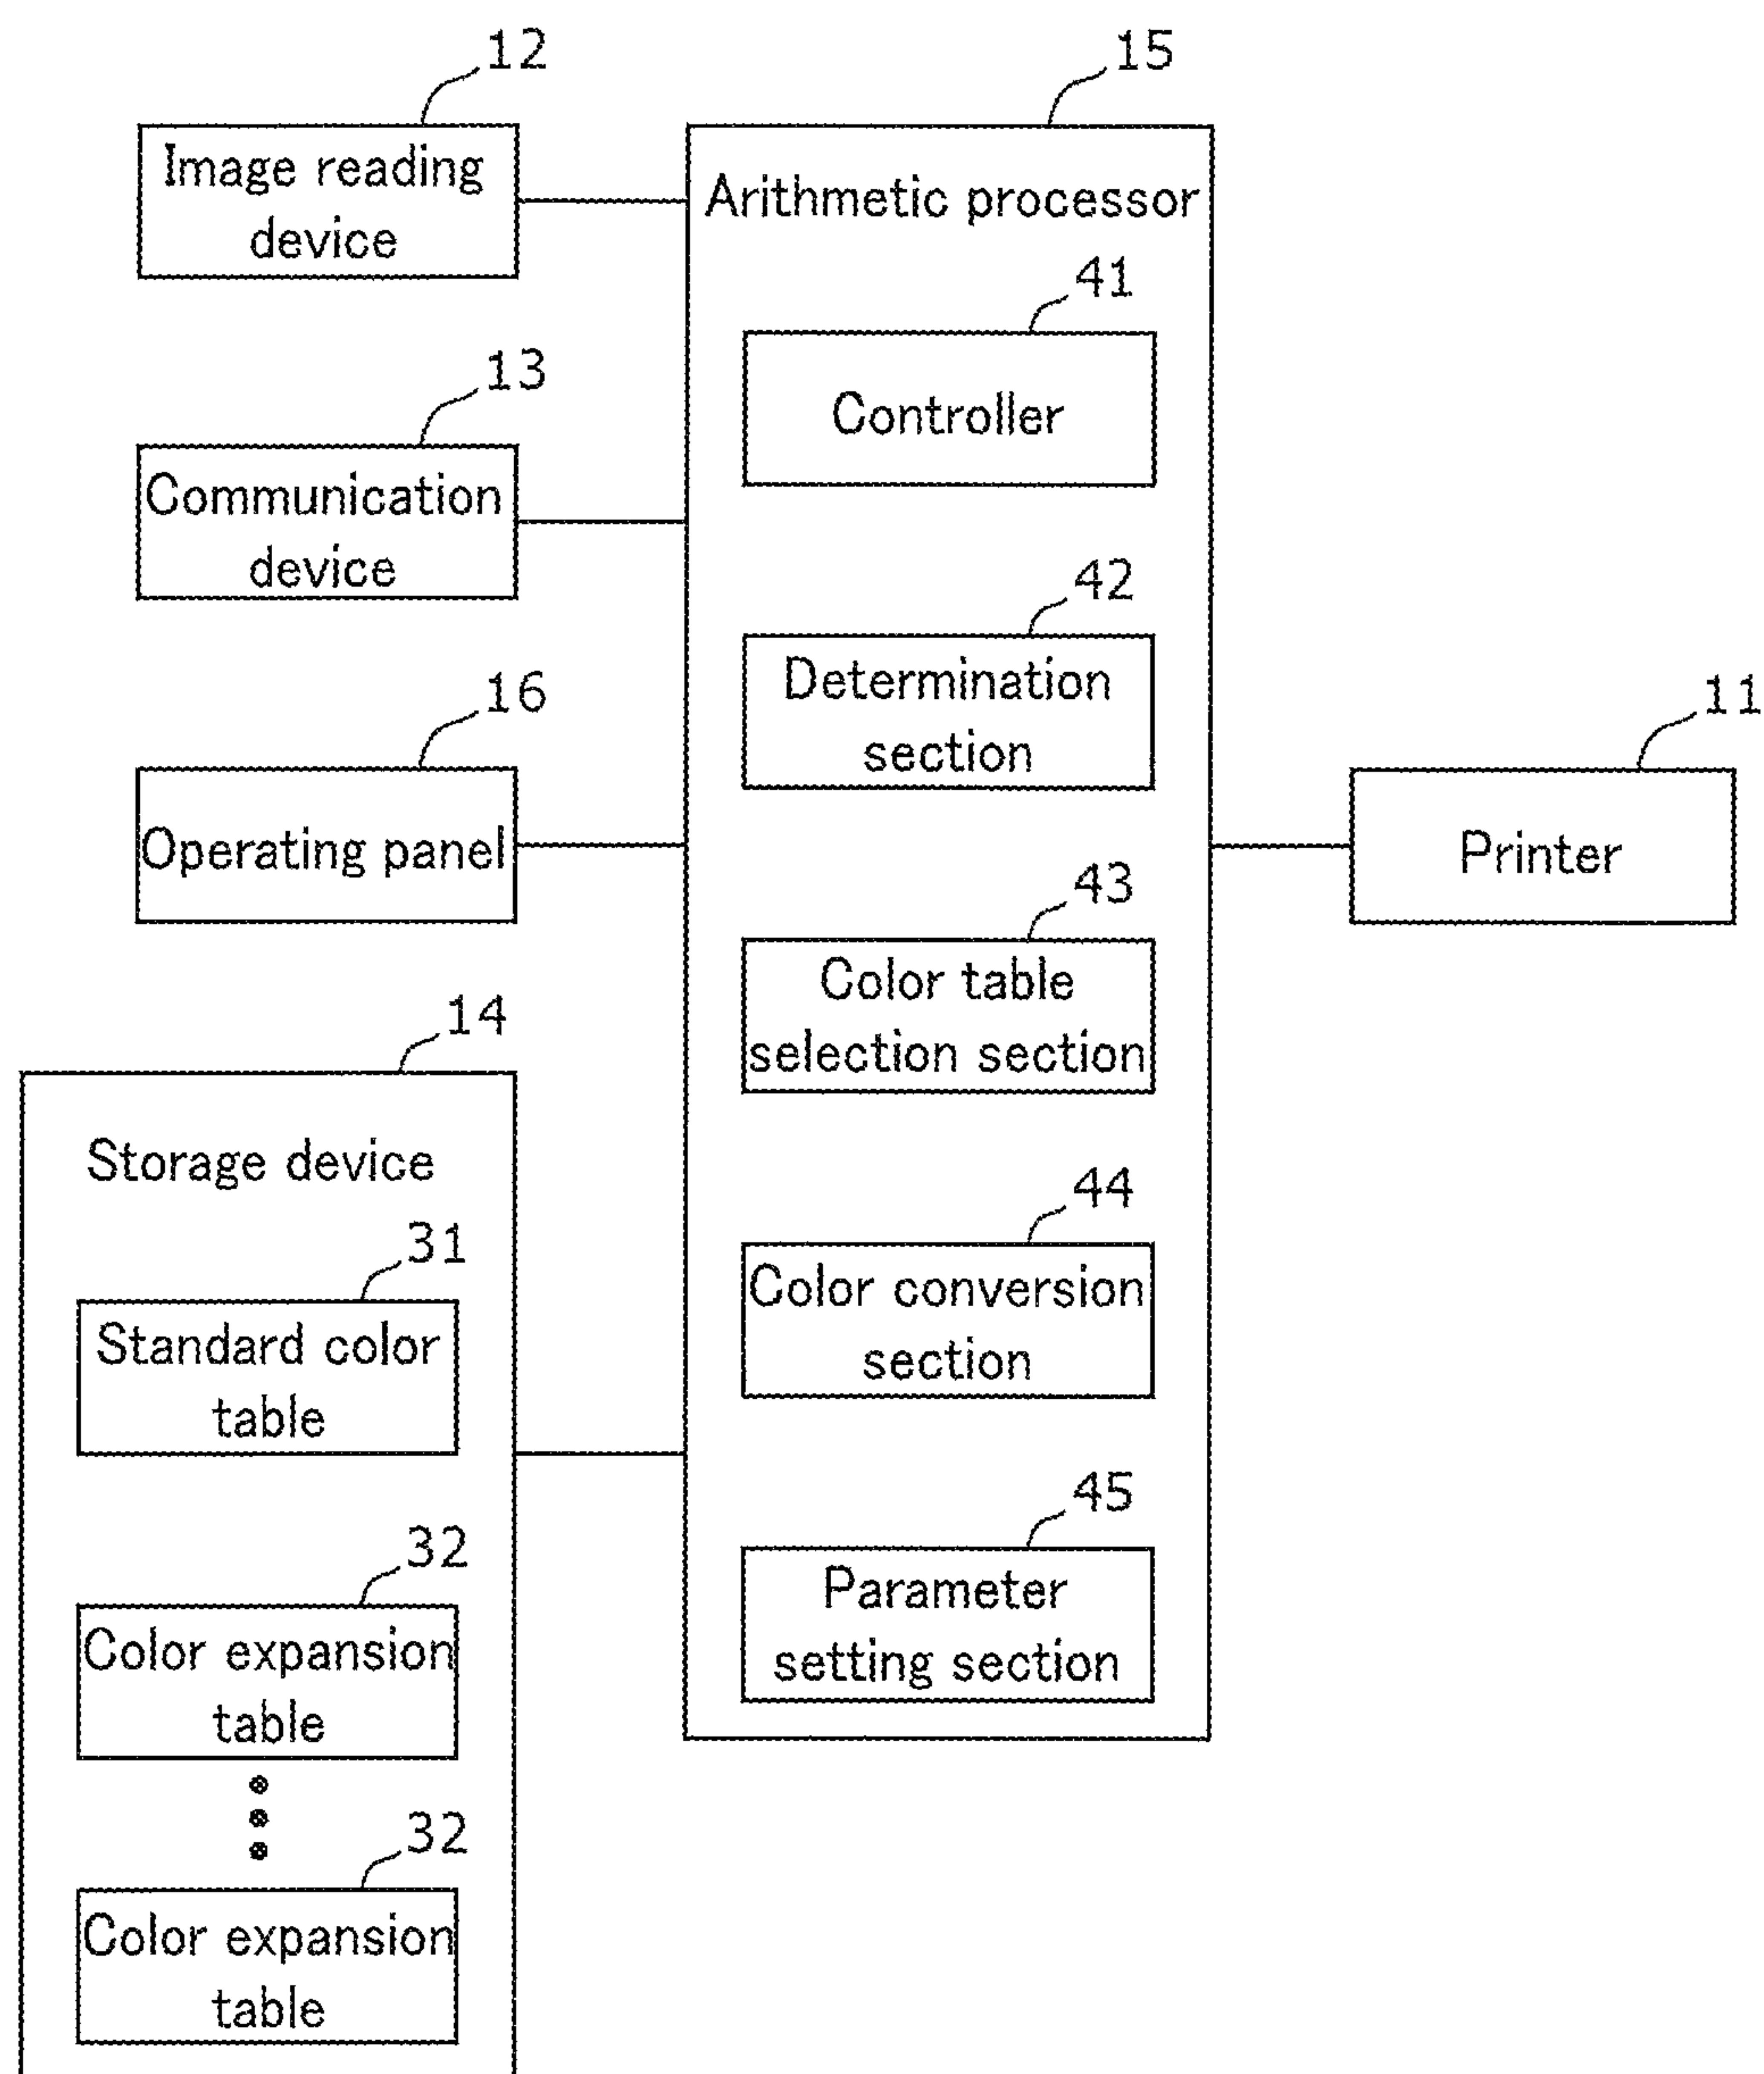 12
Image reading
device
13
Communication
device
16
Operating panel
14
Storage device
31
Standard color
table
32
Color expansion
table
32
Color expansion
table
15
Arithmetic processor
41
Controller
42
Determination
section
43
Color table
selection section
44
Color conversion
section
45
Parameter
setting section
11
Printer